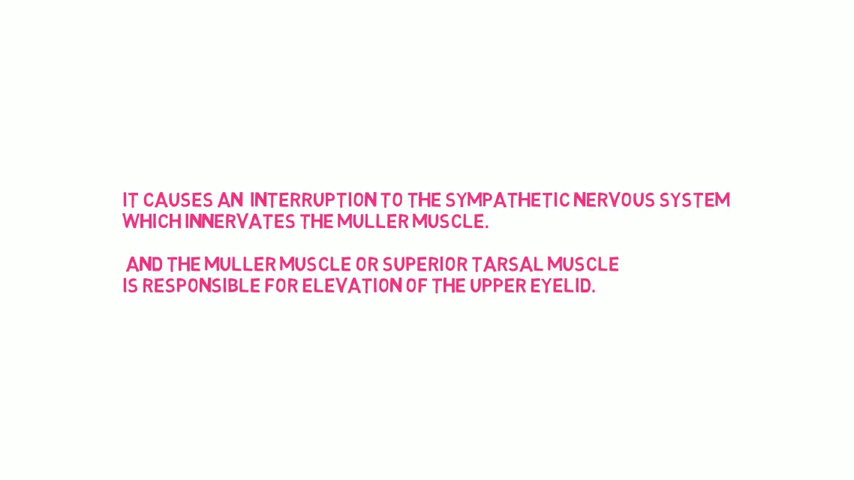 IT CAUSES AN INTERRUPTION TO THE SYMPATHETIC NERVOUS SYSTEM
WHICH INNERVATES THE MULLER MUSCLE.
AND THE MULLER MUSCLE OR SUPERIOR TARSAL MUSCLE
IS RESPONSIBLE FOR ELEVATION OF THE UPPER EYELID.